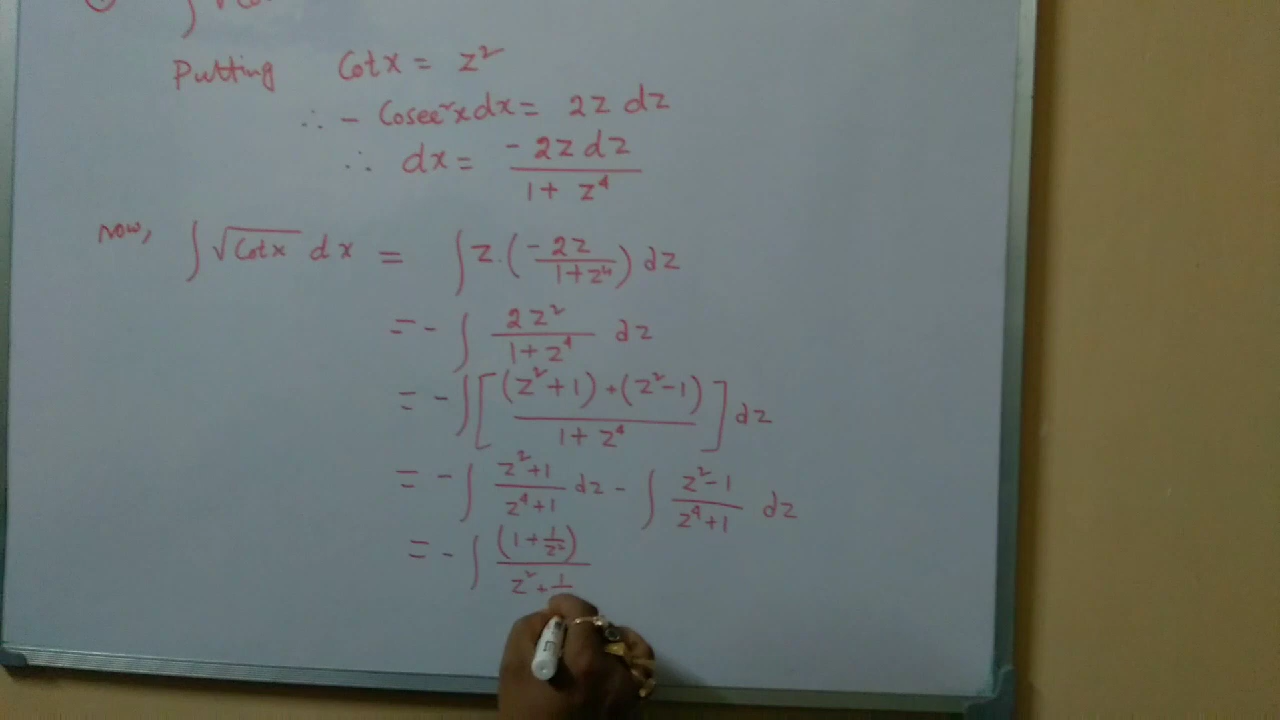 Putting Cotx = z²
∴ - Cosec²x dx = 2z dz
∴ dx = -2z dz / 1 + z⁴
now, ∫ √Cotx dx = ∫ z. (-2z / 1+z⁴) dz
= - ∫ 2z² / 1+z⁴ dz
= - ∫ [ (z²+1) + (z²-1) / 1 + z⁴ ] dz
= - ∫ z²+1 / z⁴+1 dz - ∫ z²-1 / z⁴+1 dz
= - ∫ (1 + 1/z²) / z² + 1